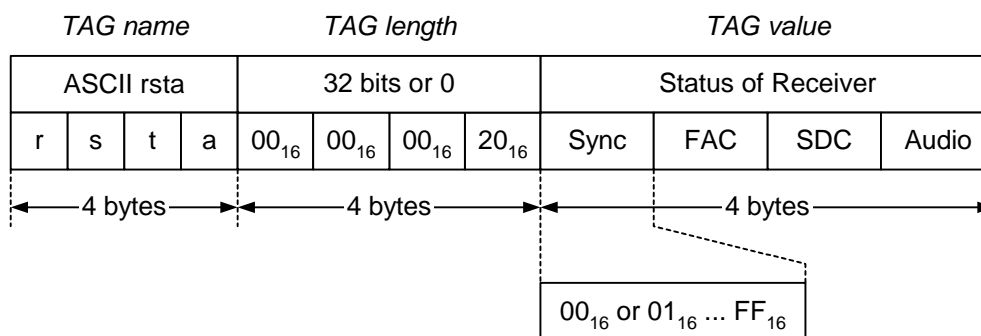 TAG name TAG length TAG value
ASCII rsta 32 bits or 0 Status of Receiver
r s t a 00₁₆ 00₁₆ 00₁₆ 20₁₆ Sync FAC SDC Audio
4 bytes 4 bytes 4 bytes
00₁₆ or 01₁₆ ... FF₁₆